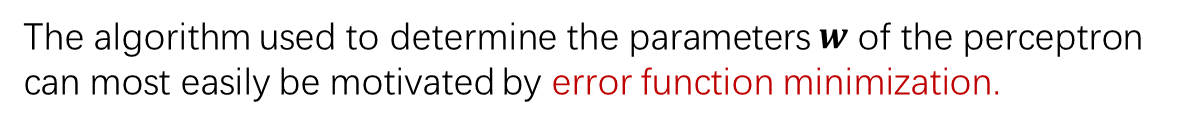 The algorithm used to determine the parameters w of the perceptron
can most easily be motivated by error function minimization.